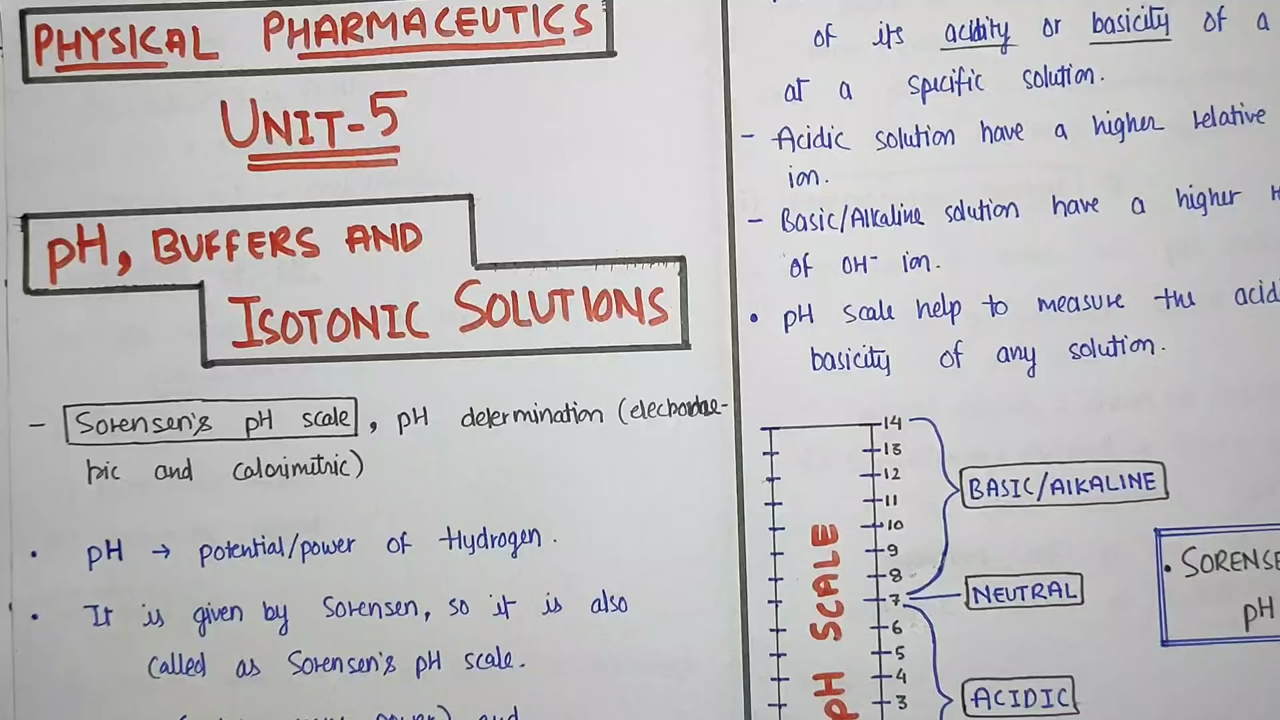 PHYSICAL PHARMACEUTICS
UNIT-5
pH, BUFFERS AND
ISOTONIC SOLUTIONS
- Sorensen's pH scale, pH determination (
and calorimetric)
• pH → potential/power of Hydrogen.
• It is given by Sorensen, so it is also
called as Sorensen's pH scale.
and
of its acidity or basicity of a
at a specific solution.
- Acidic solution have a higher relative
ion.
- Basic/Alkaline solution have a higher
of OH⁻ ion.
• pH scale help to measure the acid
basicity of any solution.
14
13
12
11
10
9
8
7
6
5
4
3
pH SCALE
BASIC/AlKALINE
NEUTRAL
ACIDIC
• SORENSE
pH